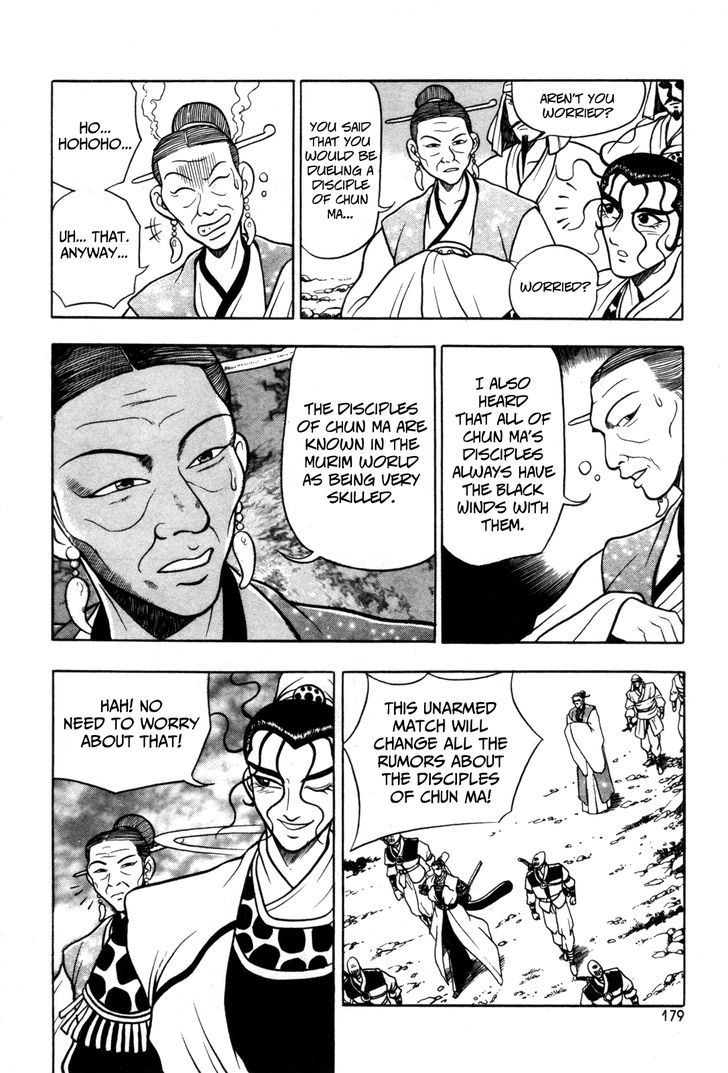 HO...
HOHOHO...
UH... THAT.
ANYWAY...
YOU SAID
THAT YOU
WOULD BE
DUELING A
DISCIPLE
OF CHUN
MA...
AREN'T YOU
WORRIED?
WORRIED?
THE DISCIPLES
OF CHUN MA ARE
KNOWN IN THE
MURIM WORLD
AS BEING VERY
SKILLED.
I ALSO
HEARD
THAT ALL OF
CHUN MA'S
DISCIPLES
ALWAYS HAVE
THE BLACK
WINDS WITH
THEM.
HAH! NO
NEED TO WORRY
ABOUT THAT!
THIS UNARMED
MATCH WILL
CHANGE ALL THE
RUMORS ABOUT
THE DISCIPLES
OF CHUN MA!
179